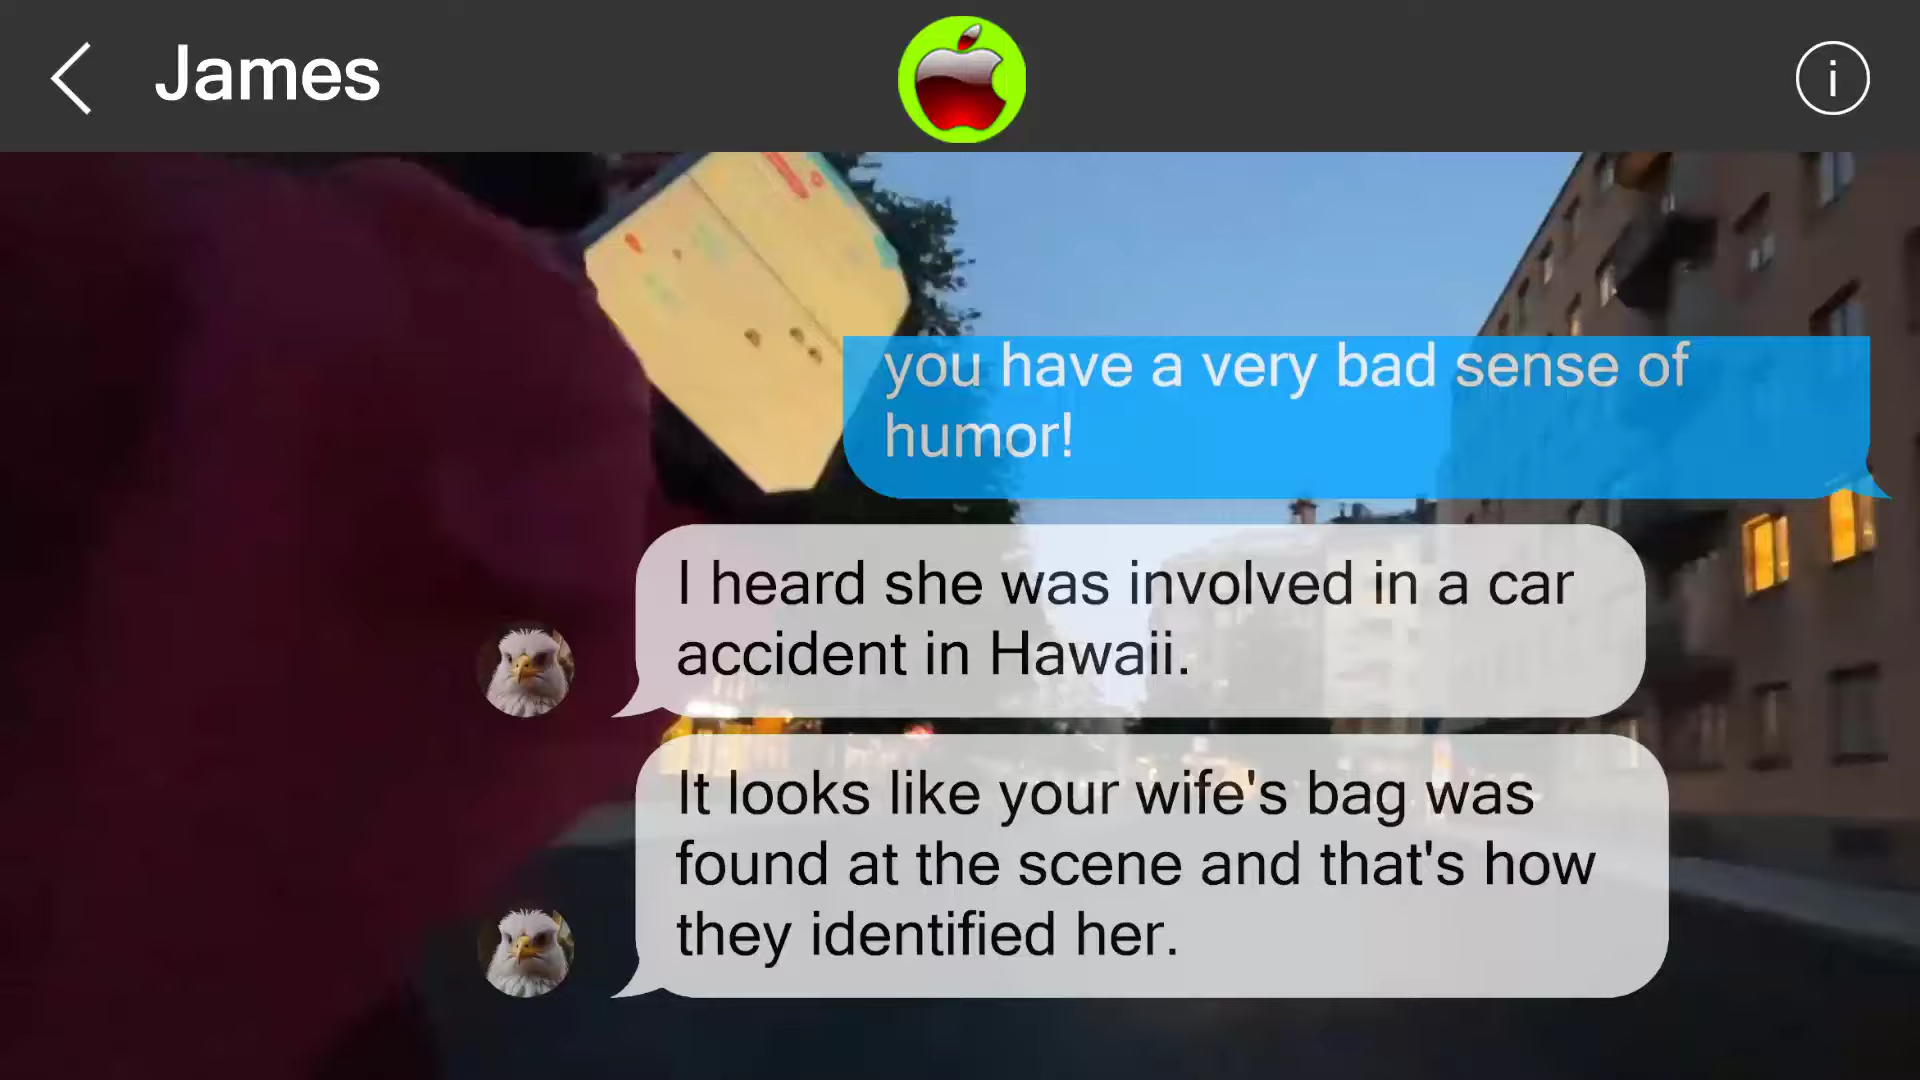 James
i
you have a very bad sense of
humor!
I heard she was involved in a car
accident in Hawaii.
It looks like your wife's bag was
found at the scene and that's how
they identified her.